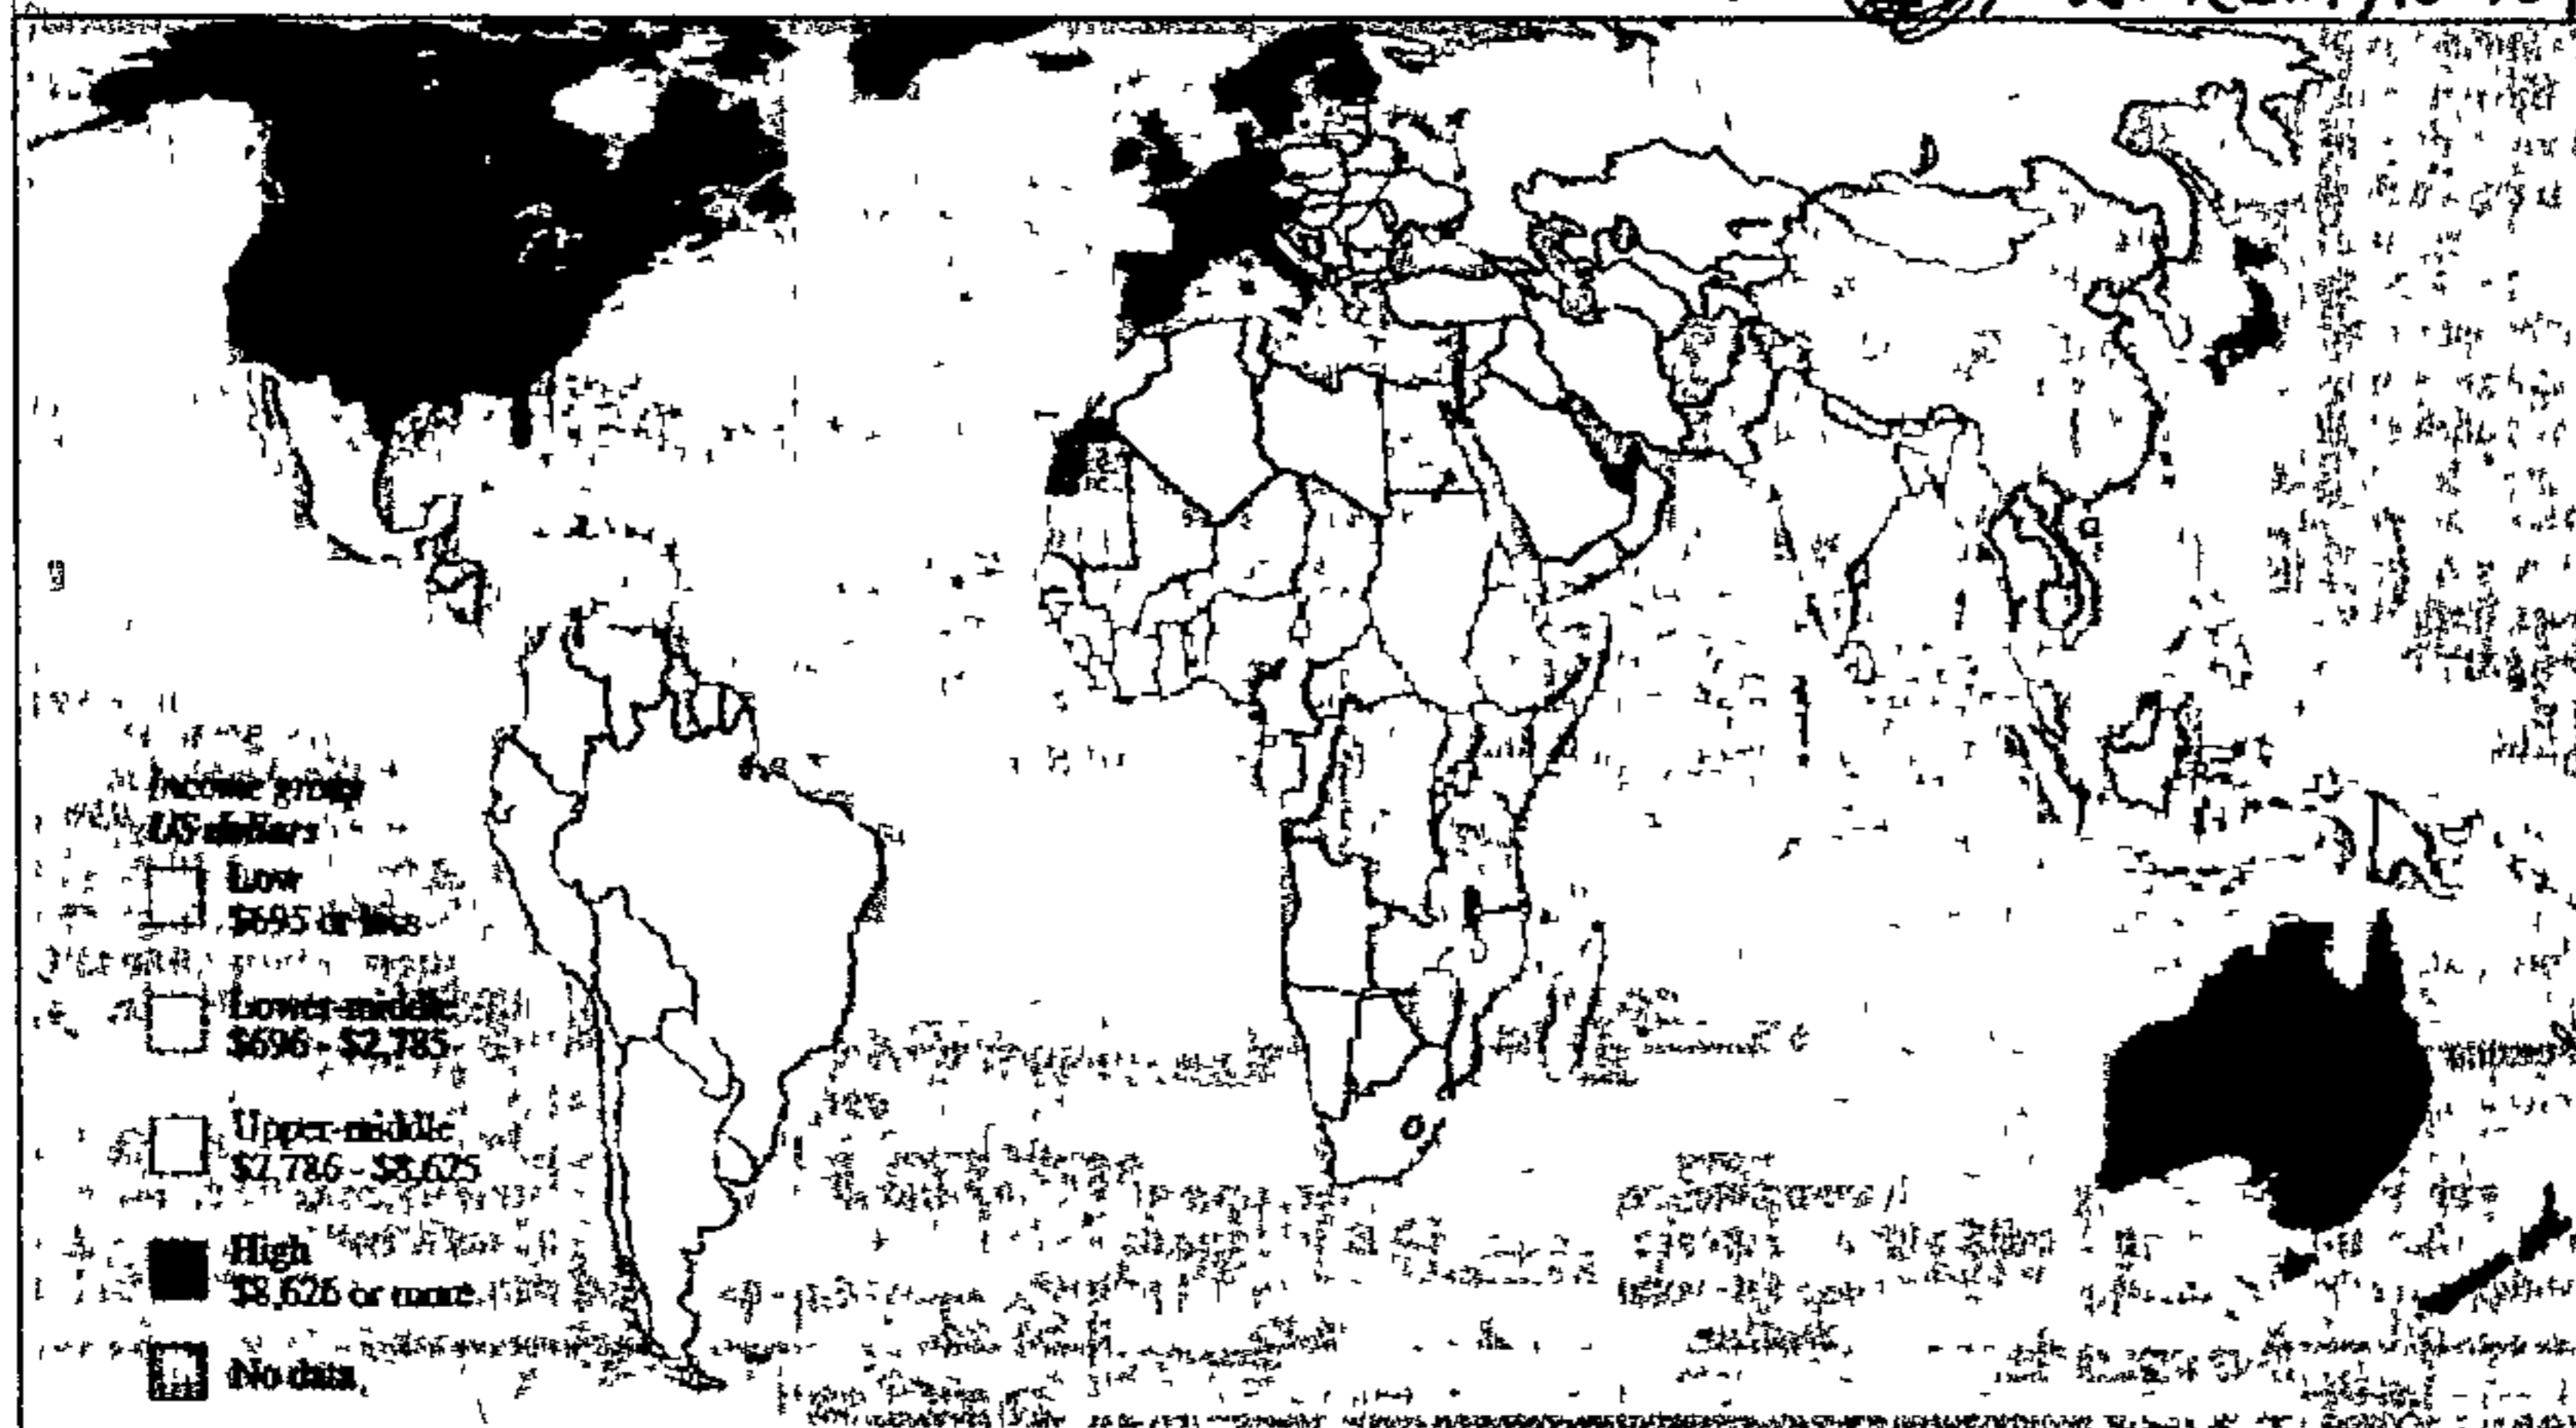 Income group
US dollars
Low
$695 or less
Lower-middle
$696 - $2,785
Upper-middle
$2,786 - $8,625
High
$8,626 or more
No data